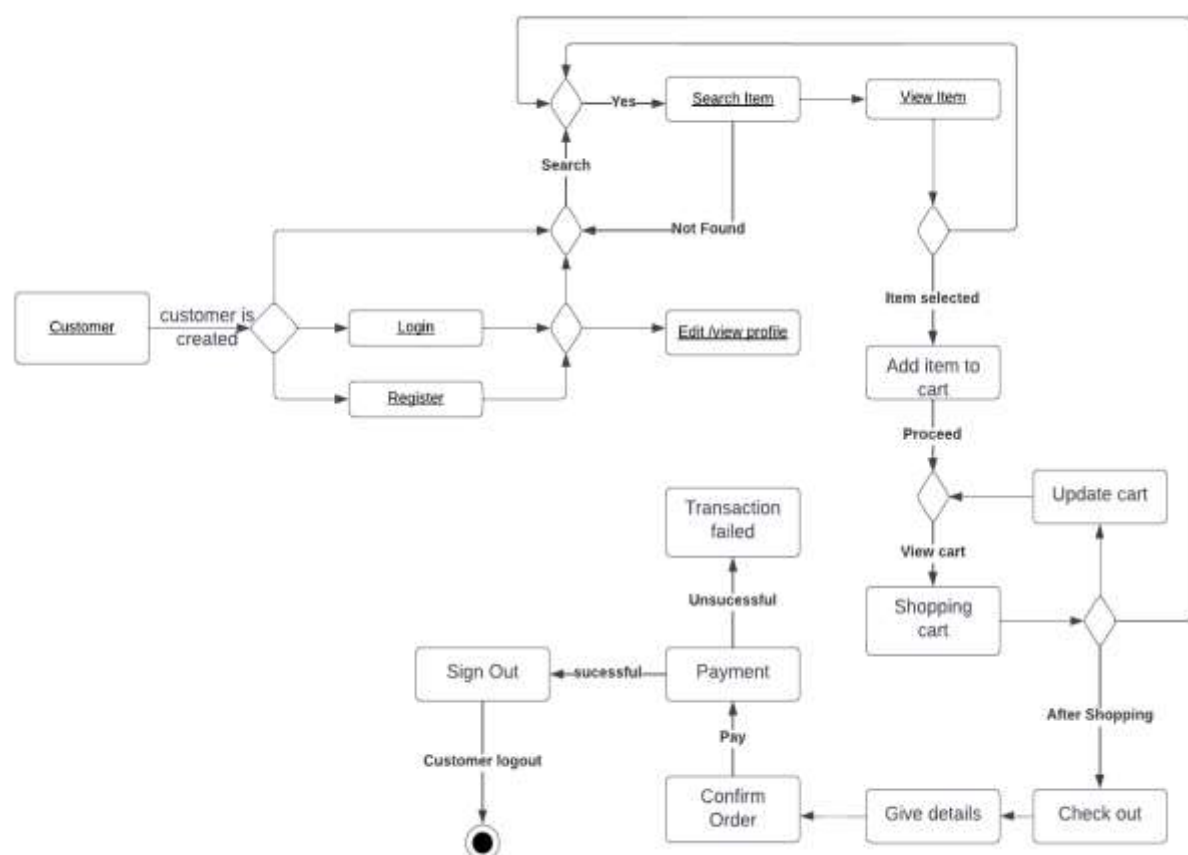 Yes
Search Item
View Item
Search
Not Found
customer is
created
Customer
Login
Edit /view profile
Register
Item selected
Add item to
cart
Proceed
Update cart
Transaction
failed
View cart
Unsucessful
Shopping
cart
Sign Out
sucessful
Payment
After Shopping
Pay
Customer logout
Confirm
Order
Give details
Check out